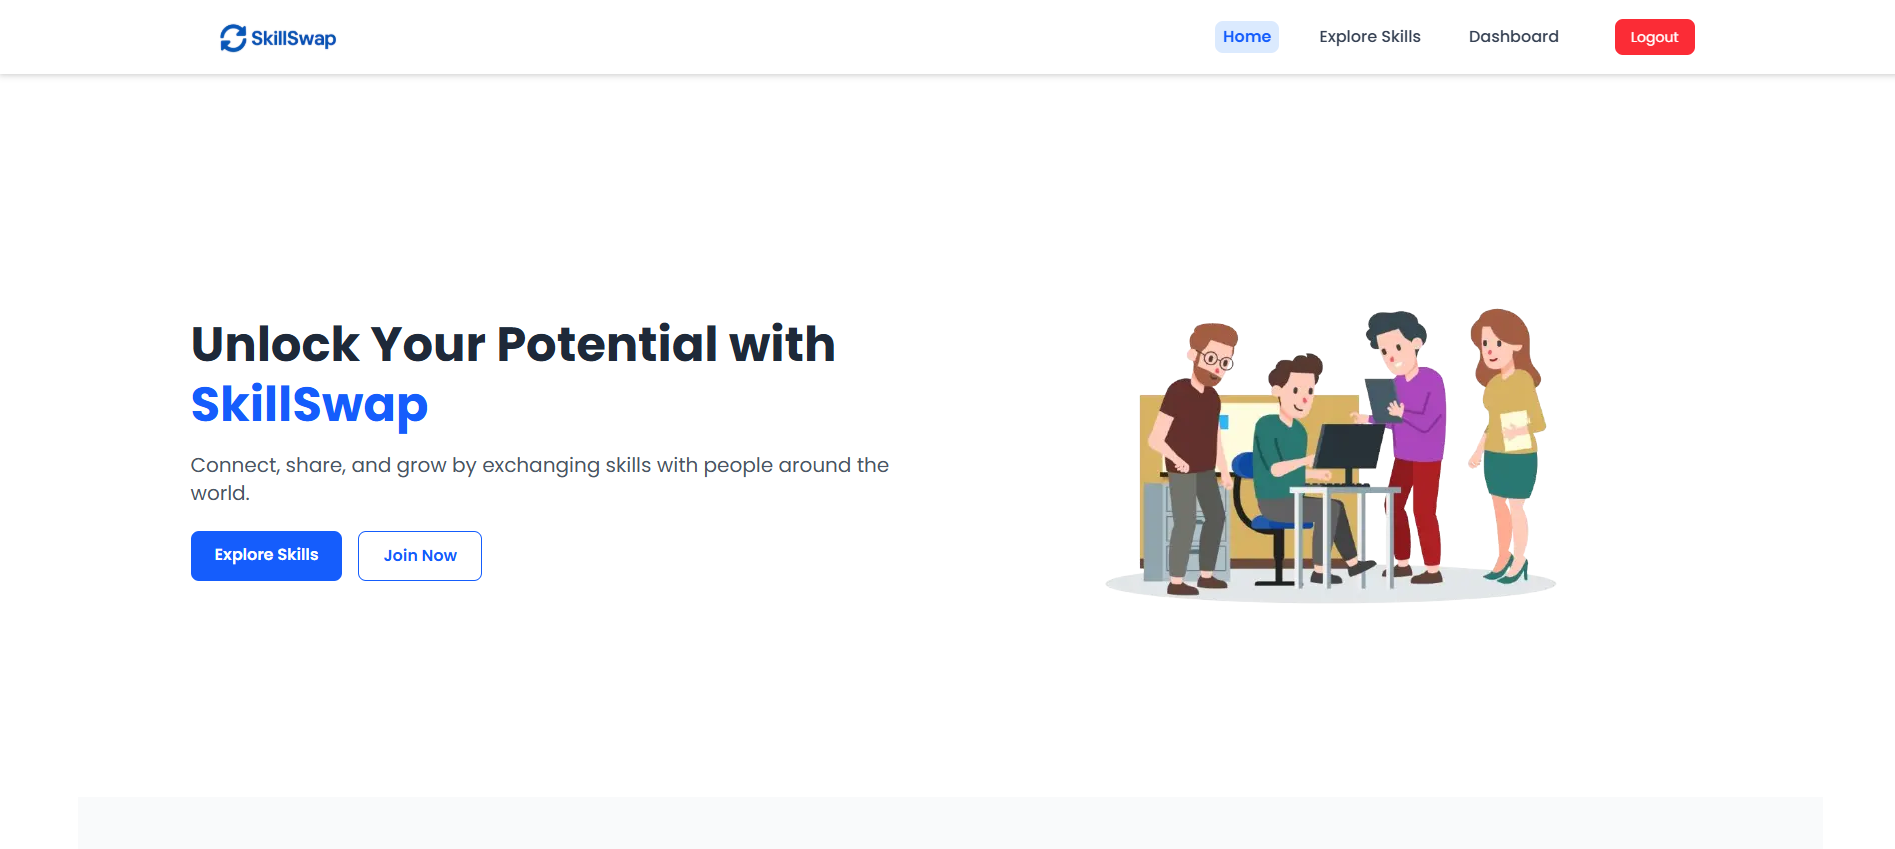 SkillSwap
Home
Explore Skills
Dashboard
Logout
Unlock Your Potential with
SkillSwap
Connect, share, and grow by exchanging skills with people around the
world.
Explore Skills
Join Now